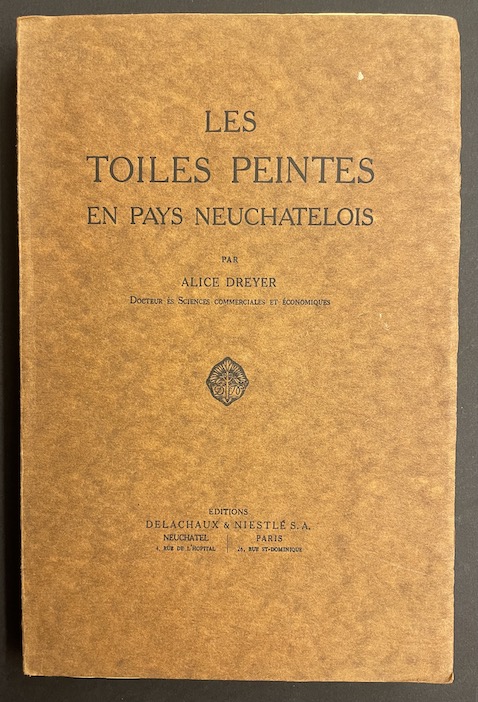 LES
TOILES PEINTES
EN PAYS NEUCHATELOIS
PAR
ALICE DREYER
DOCTEUR ÈS SCIENCES COMMERCIALES ET ÉCONOMIQUES
ÉDITIONS
DELACHAUX & NIESTLÉ S. A.
NEUCHATEL PARIS
4, RUE DE L'HOPITAL 26, RUE ST-DOMINIQUE